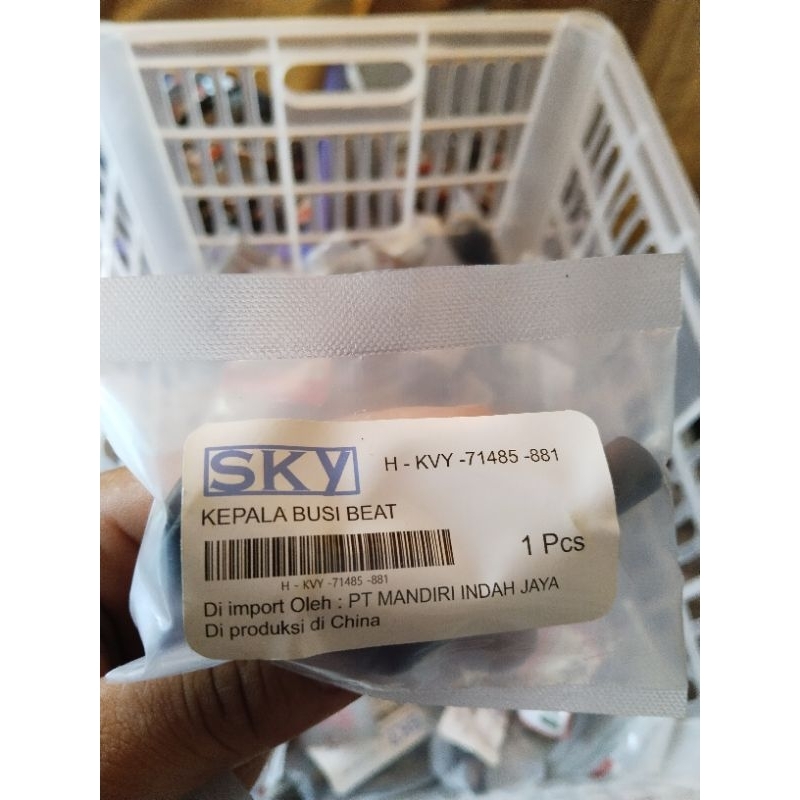 SKY
H - KVY -71485 -881
KEPALA BUSI BEAT
1 Pcs
H - KVY -71485 -881
Di import Oleh : PT MANDIRI INDAH JAYA
Di produksi di China